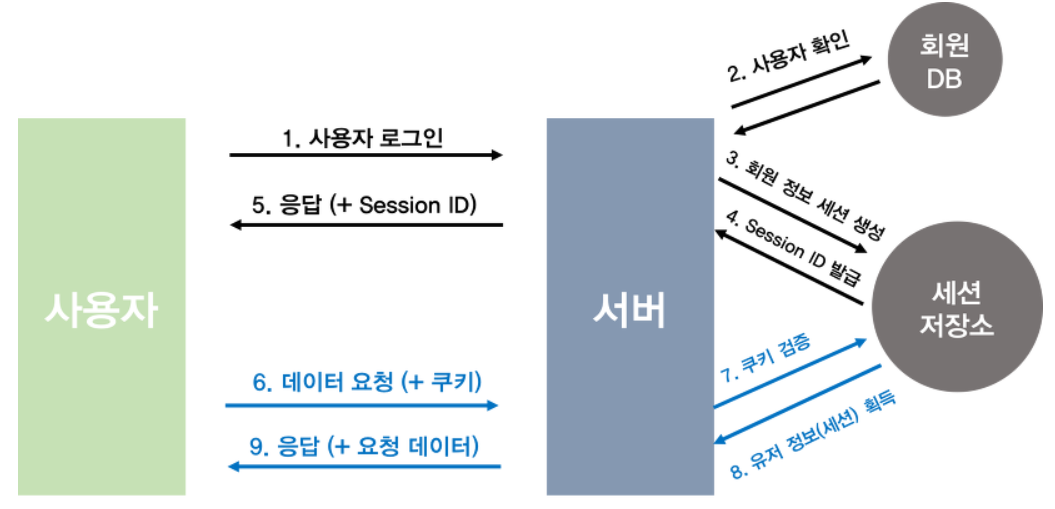 사용자
서버
회원
DB
세션
저장소
1. 사용자 로그인
2. 사용자 확인
3. 회원 정보 세션 생성
4. Session ID 발급
5. 응답 (+ Session ID)
6. 데이터 요청 (+ 쿠키)
7. 쿠키 검증
8. 유저 정보(세션) 획득
9. 응답 (+ 요청 데이터)